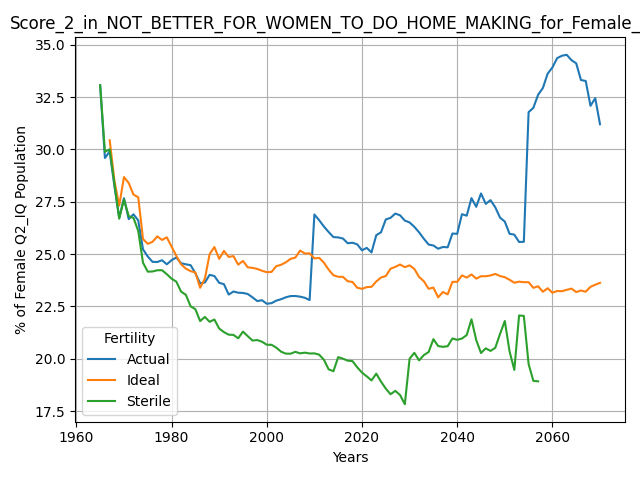 Score_2_in_NOT_BETTER_FOR_WOMEN_TO_DO_HOME_MAKING_for_Female_
35.0
32.5
30.0
27.5
25.0
22.5
20.0
17.5
% of Female Q2_IQ Population
Fertility
Actual
Ideal
Sterile
1960 1980 2000 2020 2040 2060
Years